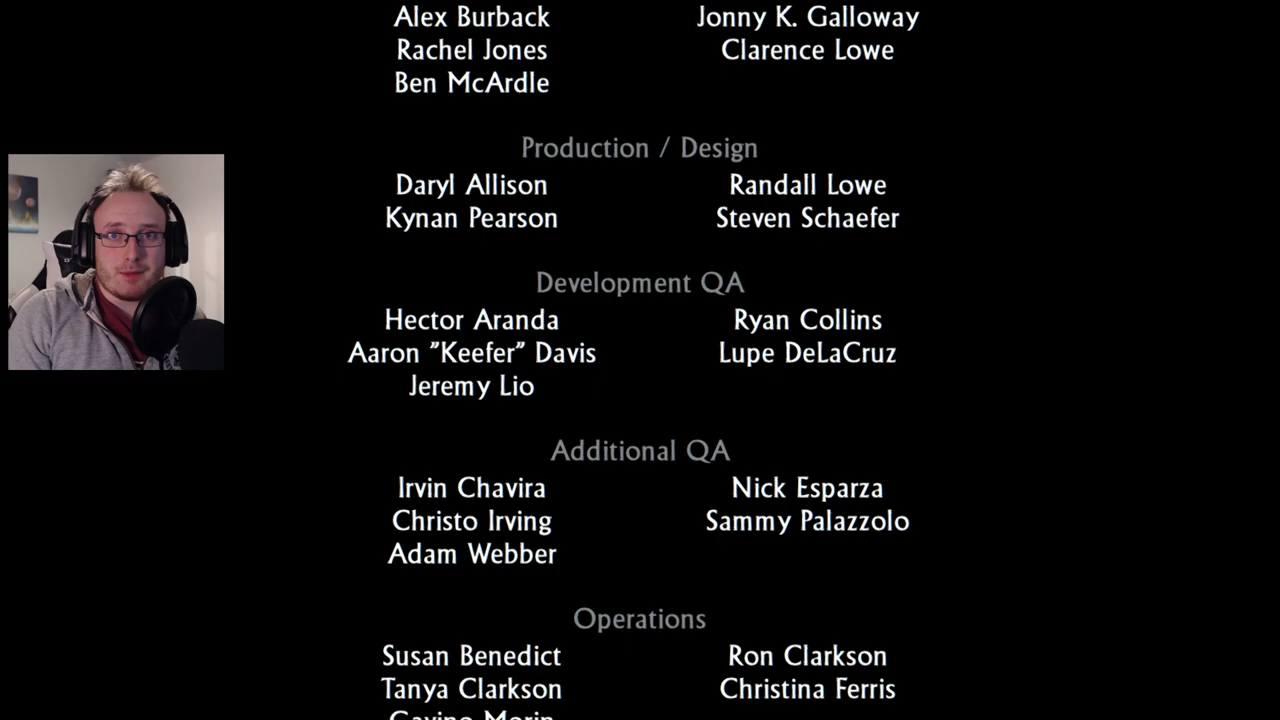 Alex Burback Jonny K. Galloway
Rachel Jones Clarence Lowe
Ben McArdle
Production / Design
Daryl Allison Randall Lowe
Kynan Pearson Steven Schaefer
Development QA
Hector Aranda Ryan Collins
Aaron "Keefer" Davis Lupe DeLaCruz
Jeremy Lio
Additional QA
Irvin Chavira Nick Esparza
Christo Irving Sammy Palazzolo
Adam Webber
Operations
Susan Benedict Ron Clarkson
Tanya Clarkson Christina Ferris
Gavino Morin